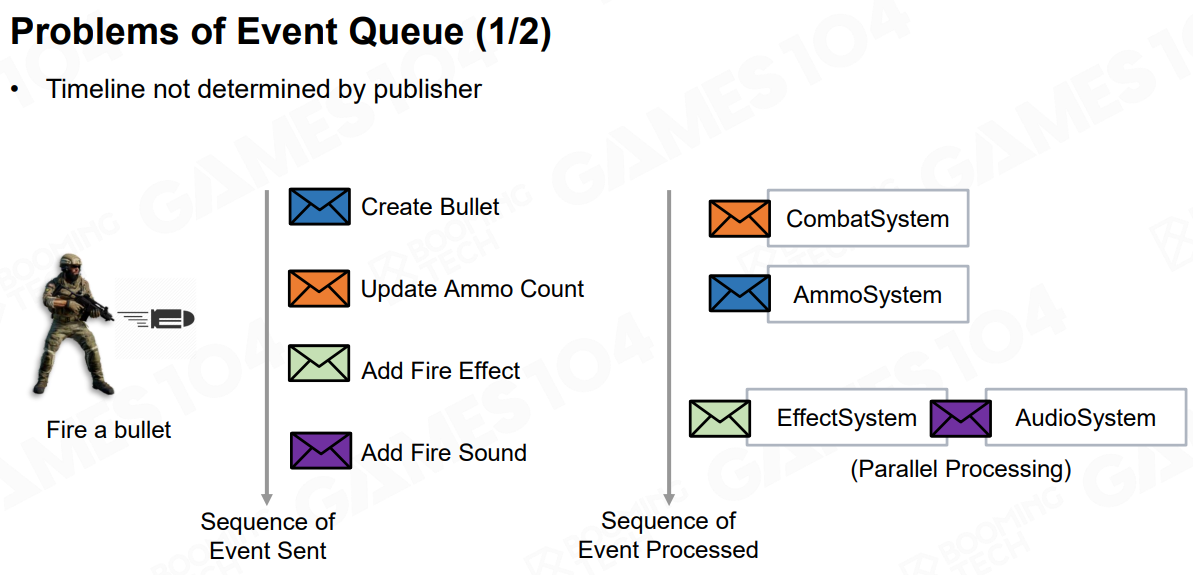 Problems of Event Queue (1/2)
• Timeline not determined by publisher
Create Bullet
Update Ammo Count
Add Fire Effect
Add Fire Sound
Fire a bullet
Sequence of
Event Sent
CombatSystem
AmmoSystem
EffectSystem
AudioSystem
(Parallel Processing)
Sequence of
Event Processed
GAMES104
BOOMING
TECH